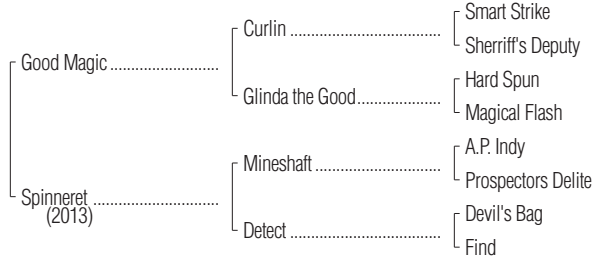 Smart Strike
Curlin
Sherriff's Deputy
Good Magic
Hard Spun
Glinda the Good
Magical Flash
A.P. Indy
Mineshaft
Prospectors Delite
Spinneret
(2013)
Devil's Bag
Detect
Find